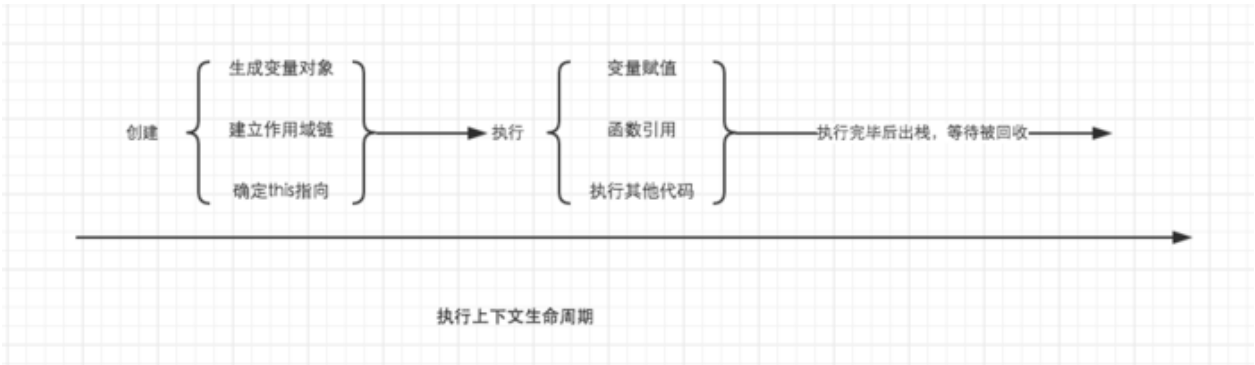 创建
生成变量对象
建立作用域链
确定this指向
执行
变量赋值
函数引用
执行其他代码
执行完毕后出栈，等待被回收
执行上下文生命周期